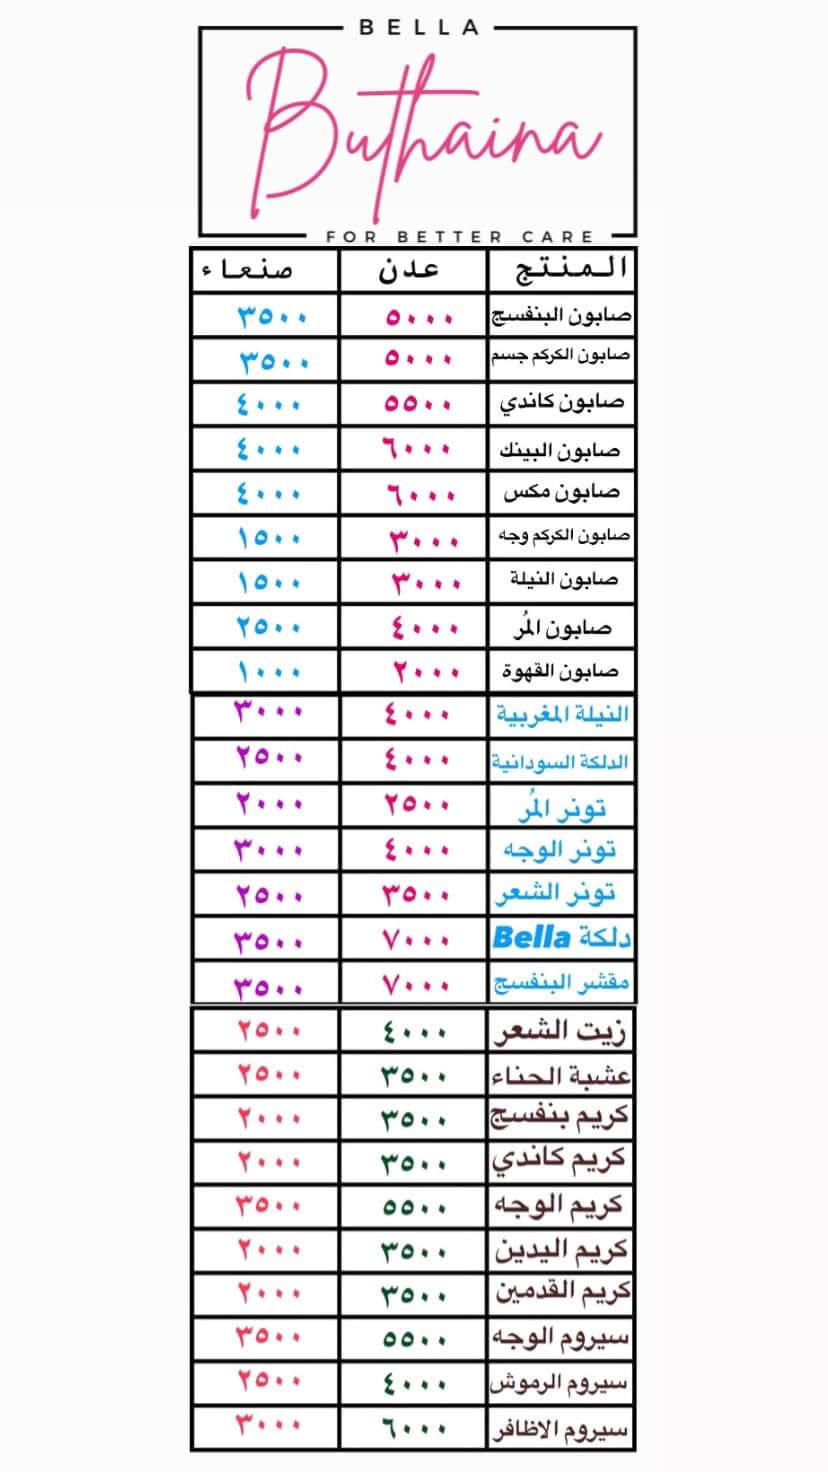 BELLA
Buthaina
FOR BETTER CARE
المنتج عدن صنعاء
صابون البنفسج ٥٠٠٠ ٣٥٠٠
صابون الكركم جسم ٥٠٠٠ ٣٥٠٠
صابون كاندي ٥٥٠٠ ٤٠٠٠
صابون البينك ٦٠٠٠ ٤٠٠٠
صابون مكس ٦٠٠٠ ٤٠٠٠
صابون الكركم وجه ٣٠٠٠ ١٥٠٠
صابون النيلة ٣٠٠٠ ١٥٠٠
صابون المُر ٤٠٠٠ ٢٥٠٠
صابون القهوة ٢٠٠٠ ١٠٠٠
النيلة المغربية ٤٠٠٠ ٣٠٠٠
الدلكة السودانية ٤٠٠٠ ٢٥٠٠
تونر المُر ٢٥٠٠ ٢٠٠٠
تونر الوجه ٤٠٠٠ ٣٠٠٠
تونر الشعر ٣٥٠٠ ٢٥٠٠
دلكة Bella ٧٠٠٠ ٣٥٠٠
مقشر البنفسج ٧٠٠٠ ٣٥٠٠
زيت الشعر ٤٠٠٠ ٢٥٠٠
عشبة الحناء ٣٥٠٠ ٢٥٠٠
كريم بنفسج ٣٥٠٠ ٢٠٠٠
كريم كاندي ٣٥٠٠ ٢٠٠٠
كريم الوجه ٥٥٠٠ ٣٥٠٠
كريم اليدين ٣٥٠٠ ٢٠٠٠
كريم القدمين ٣٥٠٠ ٢٠٠٠
سيروم الوجه ٥٥٠٠ ٣٥٠٠
سيروم الرموش ٤٠٠٠ ٢٥٠٠
سيروم الاظافر ٦٠٠٠ ٣٠٠٠